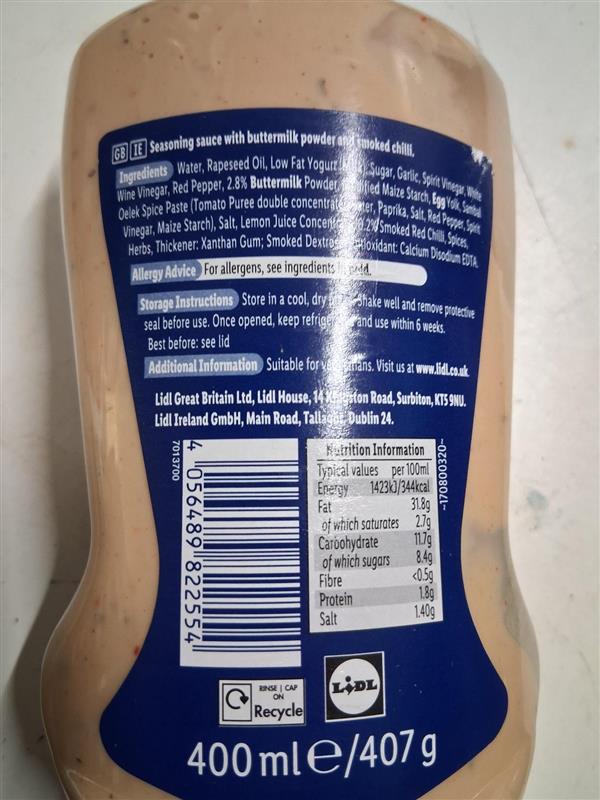 GB IE Seasoning sauce with buttermilk powder and smoked chilli.
Ingredients Water, Rapeseed Oil, Low Fat Yogurt Sugar, Garlic, Spirit Vinegar, White
Wine Vinegar, Red Pepper, 2.8% Buttermilk Powder, Maize Starch, Egg Yolk, Sambal
Oelek Spice Paste (Tomato Puree double concentrate, Paprika, Salt, Red Pepper, Spirit
Vinegar, Maize Starch), Salt, Lemon Juice Smoked Red Chilli, Spices,
Herbs, Thickener: Xanthan Gum; Smoked Dextrose, Antioxidant: Calcium Disodium EDTA.
Allergy Advice For allergens, see ingredients in bold.
Storage Instructions Store in a cool, dry Shake well and remove protective
seal before use. Once opened, keep and use within 6 weeks.
Best before: see lid
Additional Information Suitable for Visit us at www.lidl.co.uk
Lidl Great Britain Ltd, Lidl House, 14 Road, Surbiton, KT5 9NU.
Lidl Ireland GmbH, Main Road, Tallaght, Dublin 24.
7013700
4 056489 822554
Nutrition Information
Typical values per 100ml
Energy 1423kJ/344kcal
Fat 31.8g
of which saturates 2.7g
Carbohydrate 11.7g
of which sugars 8.4g
Fibre <0.5g
Protein 1.8g
Salt 1.40g
~170800320~
RINSE | CAP
ON
Recycle
LIDL
400 ml e/407 g